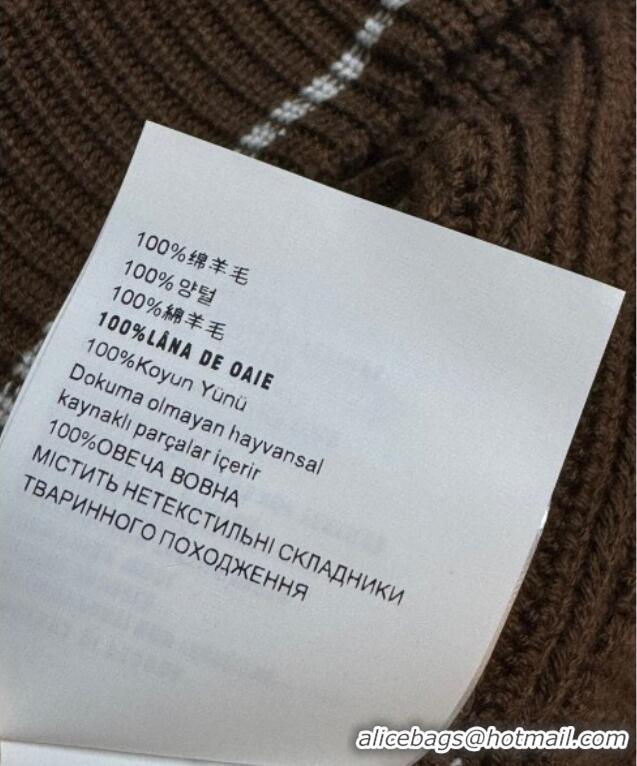 100%绵羊毛
100%양털
100%綿羊毛
100%LÂNA DE OAIE
100%Koyun Yünü
Dokuma olmayan hayvansal
kaynaklı parçalar içerir
100%ОВЕЧА ВОВНА
МІСТИТЬ НЕТЕКСТИЛЬНІ СКЛАДНИКИ
ТВАРИННОГО ПОХОДЖЕННЯ
alicebags@hotmail.com